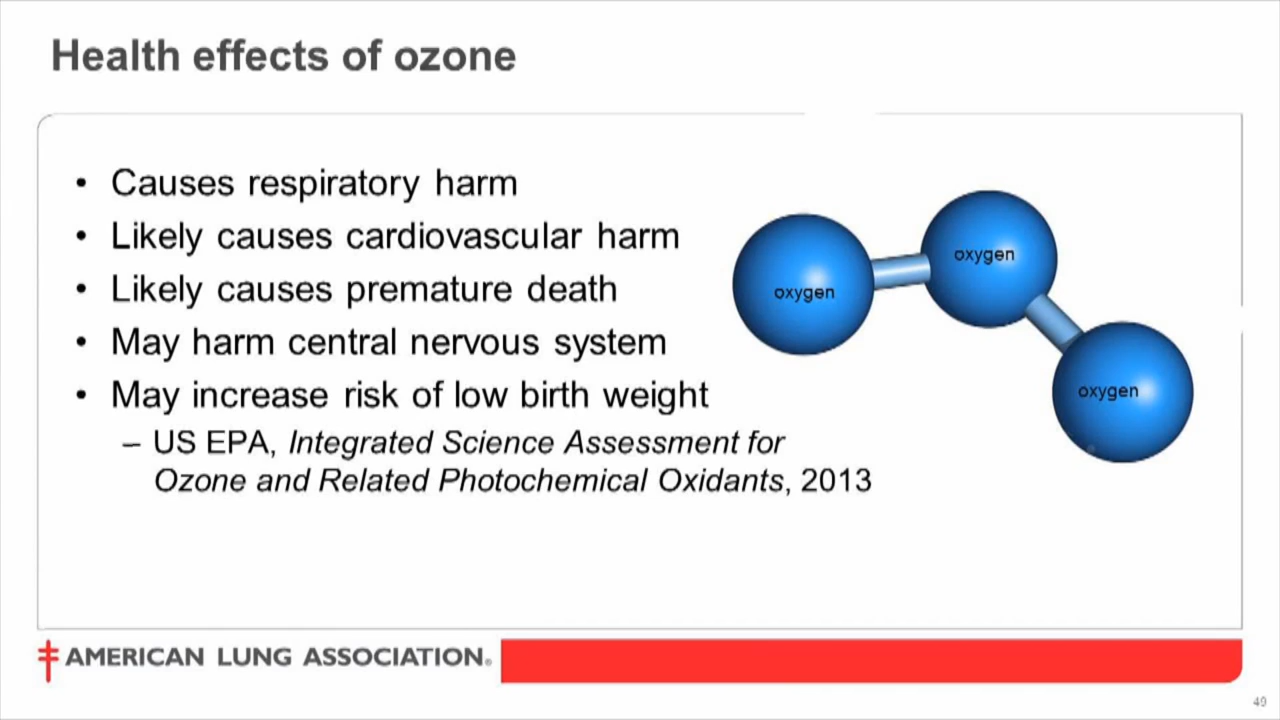 Health effects of ozone
• Causes respiratory harm
• Likely causes cardiovascular harm
• Likely causes premature death
• May harm central nervous system
• May increase risk of low birth weight
– US EPA, Integrated Science Assessment for
Ozone and Related Photochemical Oxidants, 2013
oxygen
oxygen
oxygen
AMERICAN LUNG ASSOCIATION®
49